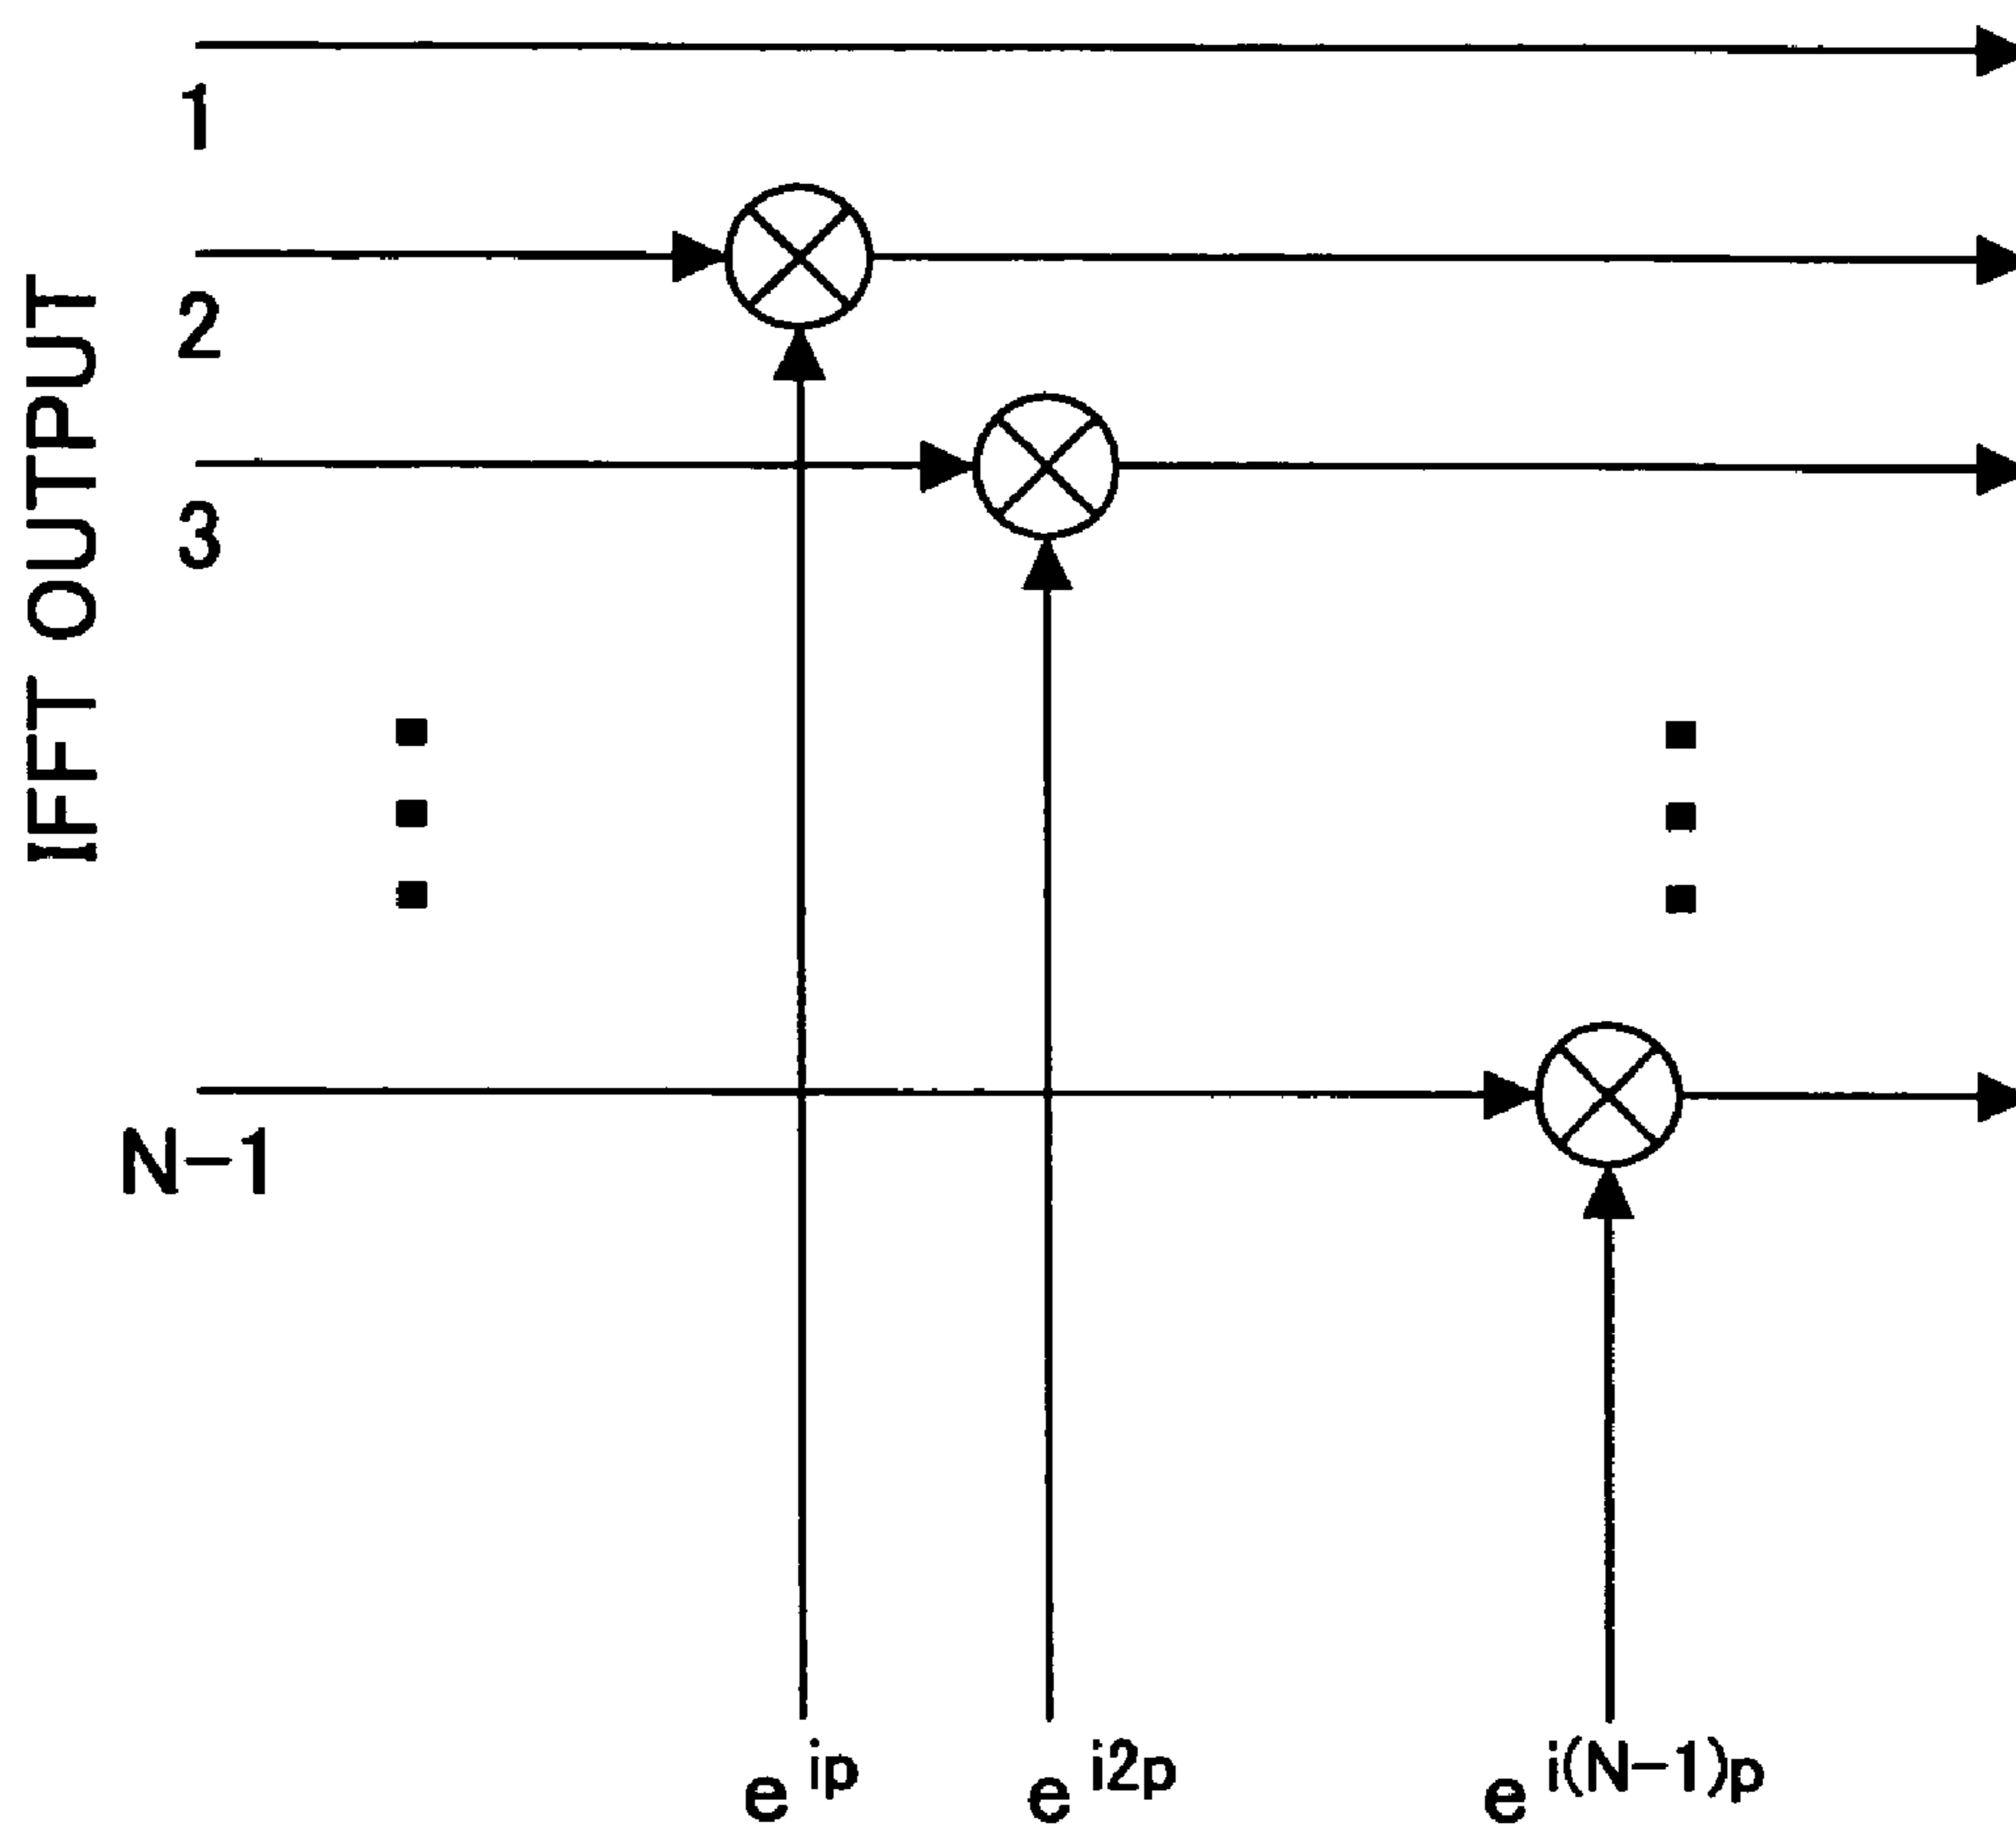 IFFT OUTPUT
1
2
3
N-1
e^ip
e^i2p
e^i(N-1)p